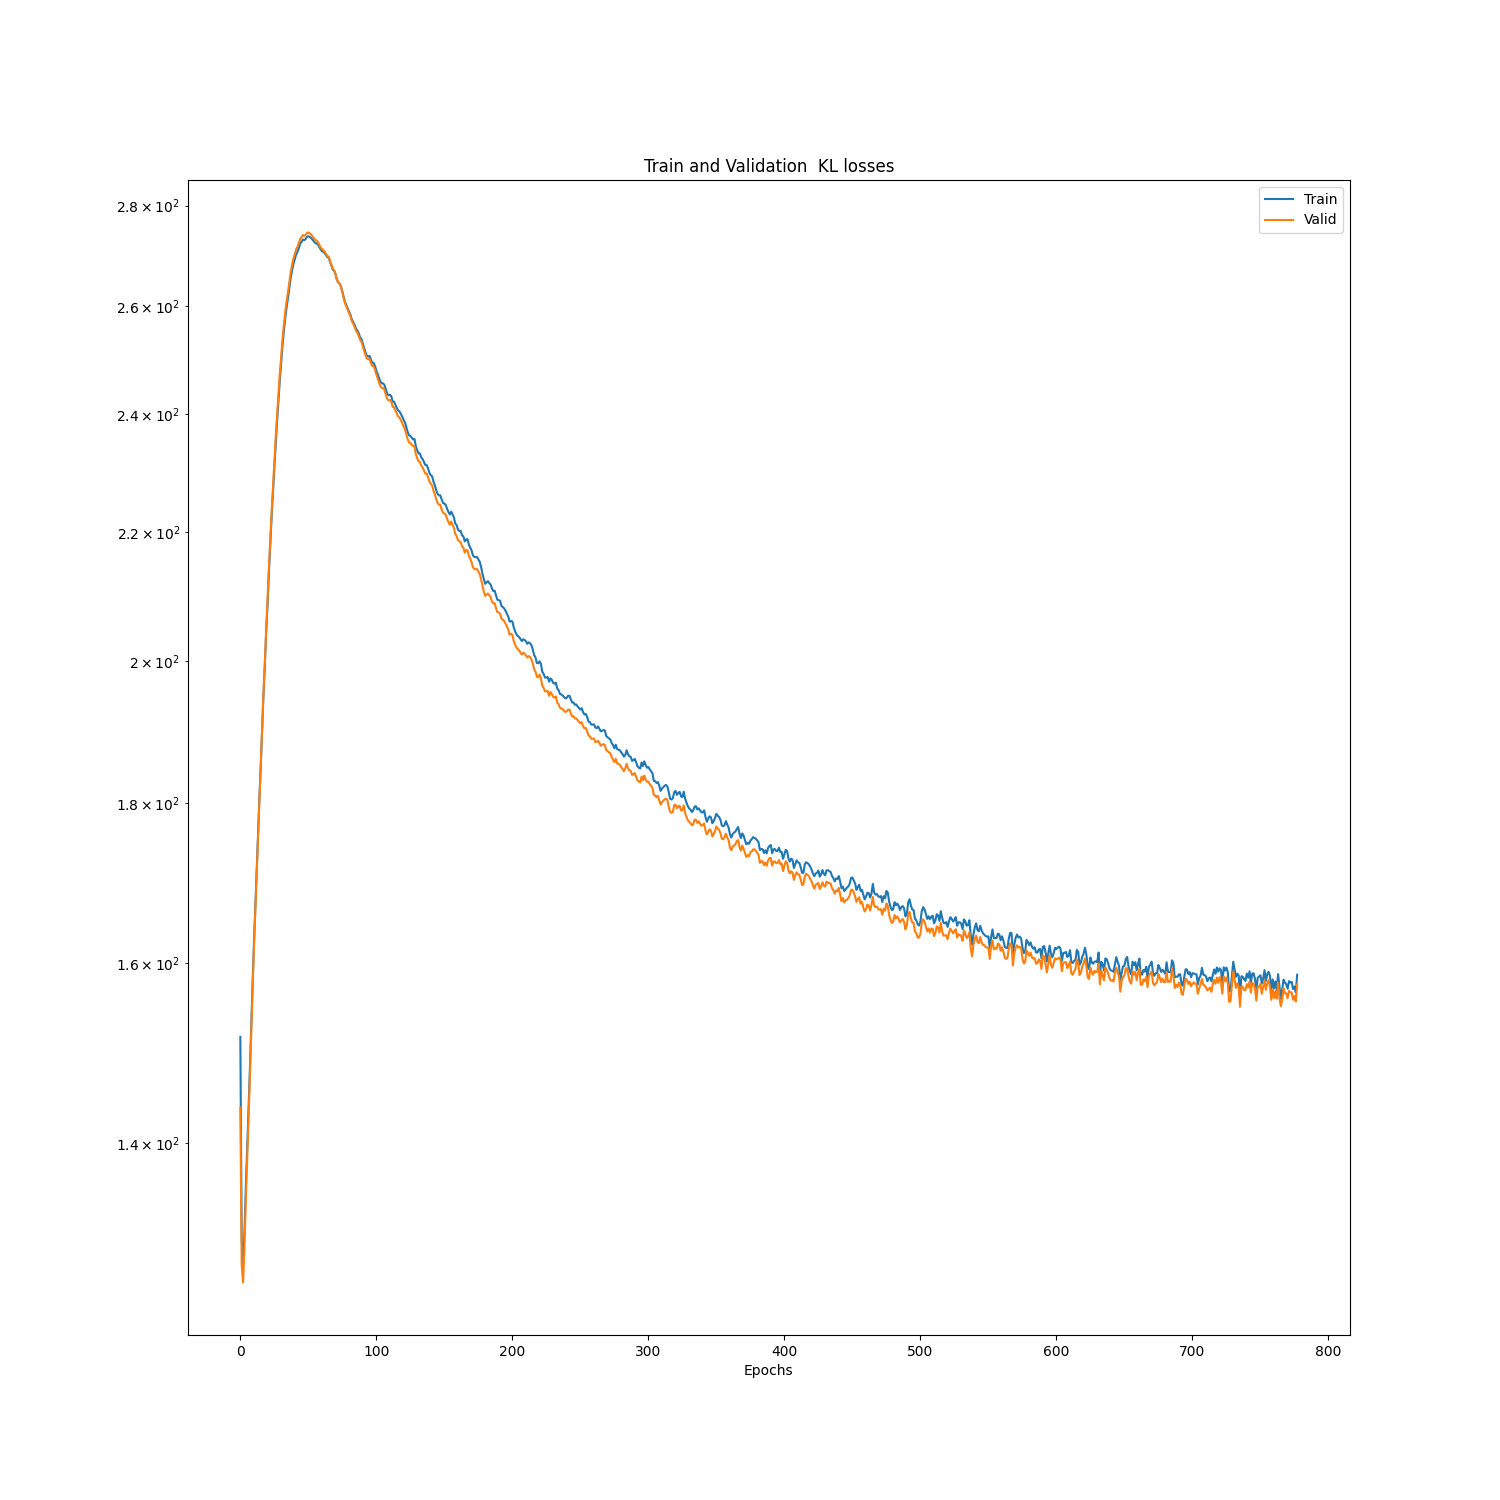 Train and Validation  KL losses
Train
Valid
2.8 × 10²
2.6 × 10²
2.4 × 10²
2.2 × 10²
2 × 10²
1.8 × 10²
1.6 × 10²
1.4 × 10²
0 100 200 300 400 500 600 700 800
Epochs